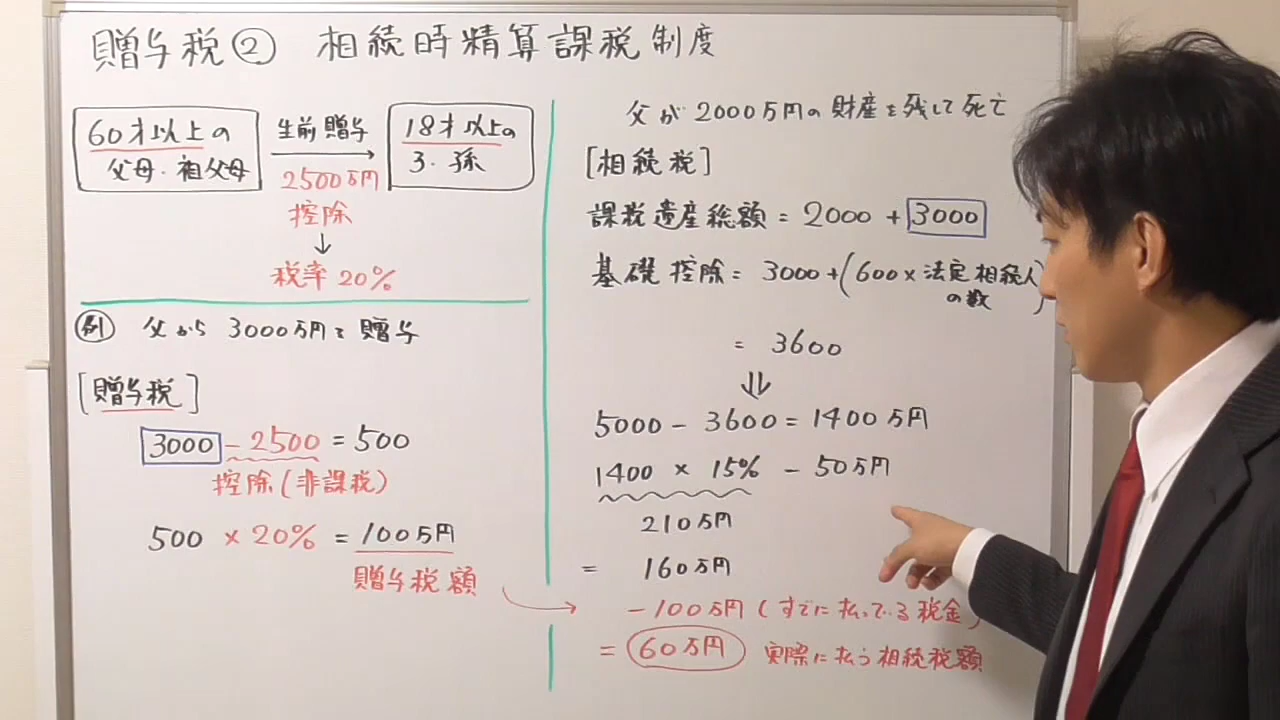 贈与税② 相続時精算課税制度
60才以上の
父母・祖父母
生前贈与
2500万円
控除
↓
税率20%
18才以上の
子・孫
例 父から3000万円を贈与
[贈与税]
3000 - 2500 = 500
控除(非課税)
500 × 20% = 100万円
贈与税額
父が2000万円の財産を残して死亡
[相続税]
課税遺産総額 = 2000 + 3000
基礎控除 = 3000+(600×法定相続人
の数)
= 3600
⇓
5000 - 3600 = 1400万円
1400 × 15% - 50万円
210万円
= 160万円
-100万円(すでに払っている税金)
= 60万円 実際に払う相続税額